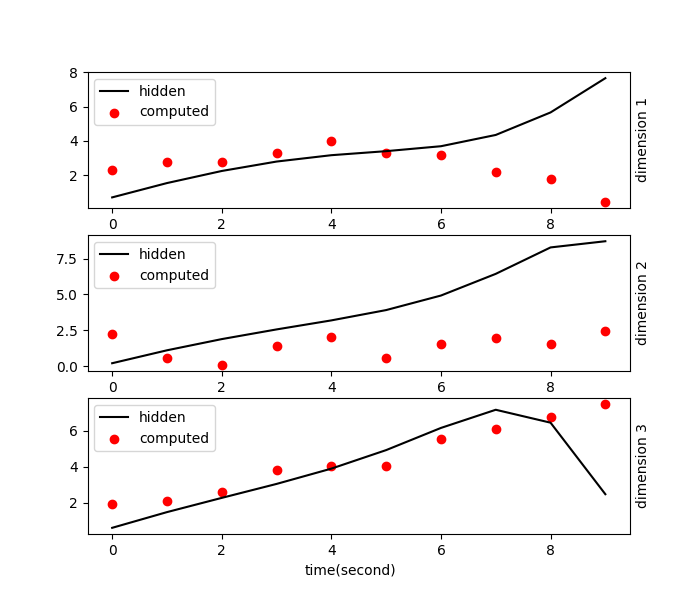 8
6
4
2
hidden
computed
dimension 1
0 2 4 6 8
7.5
5.0
2.5
0.0
hidden
computed
dimension 2
0 2 4 6 8
6
4
2
hidden
computed
dimension 3
0 2 4 6 8
time(second)